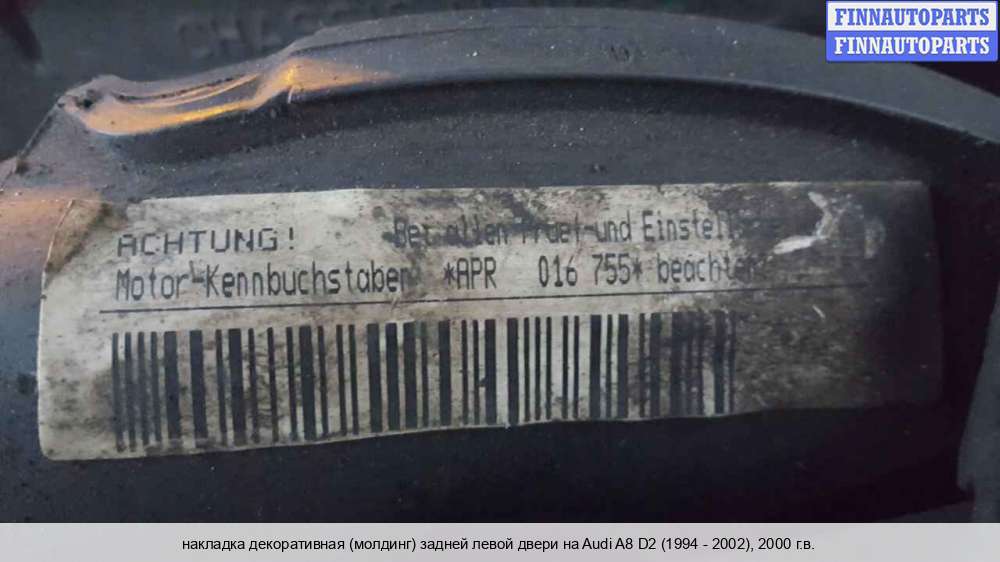 FINNAUTOPARTS
FINNAUTOPARTS
ACHTUNG! Bei allen Pruef-und
Motor-Kennbuchstaben *APR 016 755* beachten
накладка декоративная (молдинг) задней левой двери на Audi A8 D2 (1994 - 2002), 2000 г.в.